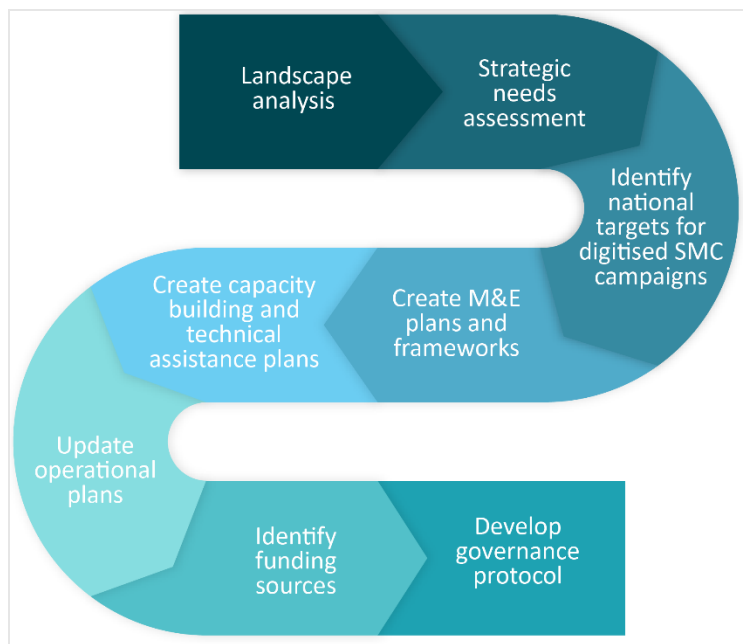 Landscape
analysis
Strategic
needs
assessment
Identify
national
targets for
digitised SMC
campaigns
Create M&E
plans and
frameworks
Create capacity
building and
technical
assistance plans
Update
operational
plans
Identify
funding
sources
Develop
governance
protocol